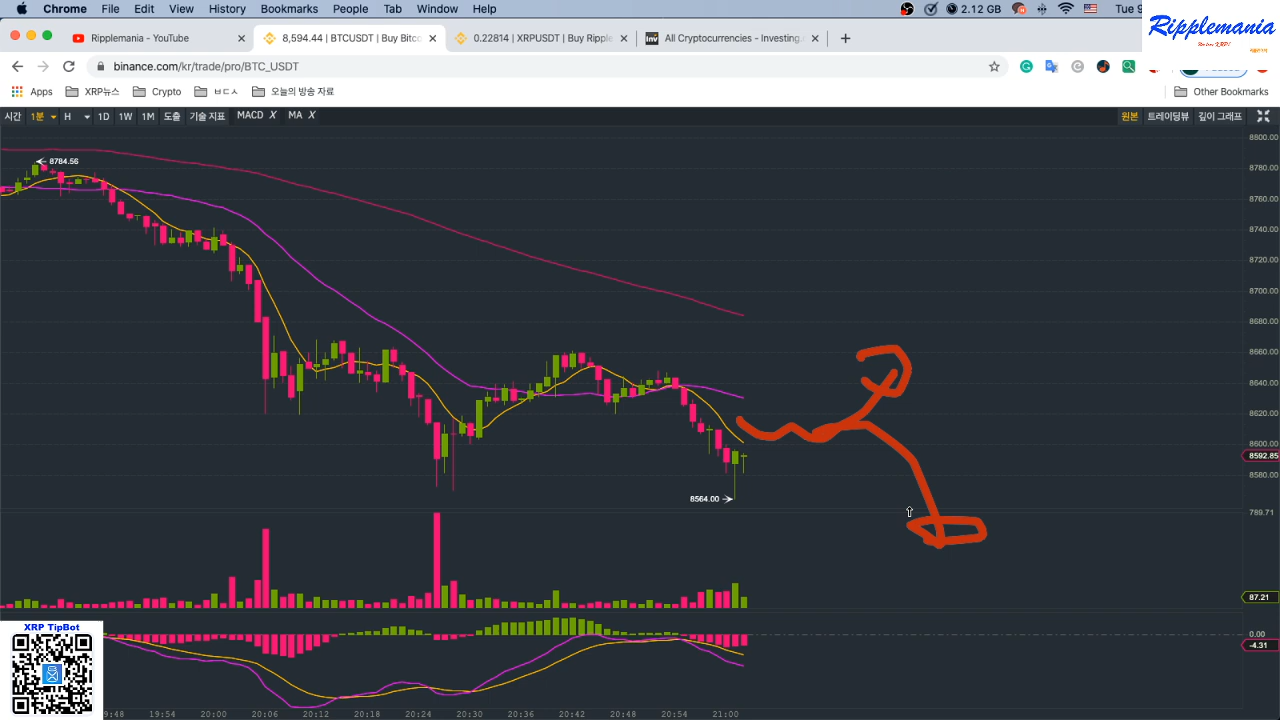 Chrome File Edit View History Bookmarks People Tab Window Help 2.12 GB Tue 9
Ripplemania
Ripplemania - YouTube
8,594.44 | BTCUSDT | Buy Bitco
0.22814 | XRPUSDT | Buy Ripple
All Cryptocurrencies - Investing.
binance.com/kr/trade/pro/BTC_USDT
Apps XRP뉴스 Crypto ㅂㄷㅅ 오늘의 방송 자료 Other Bookmarks
시간 1분 H 1D 1W 1M 도출 기술 지표 MACD X MA X 원본 트레이딩뷰 깊이 그래프
8800.00
8784.56
8780.00
8760.00
8740.00
8720.00
8700.00
8680.00
8660.00
8640.00
8620.00
8600.00
8592.85
8580.00
8564.00
789.71
87.21
XRP TipBot
0.00
-4.31
9:48 19:54 20:00 20:06 20:12 20:18 20:24 20:30 20:36 20:42 20:48 20:54 21:00